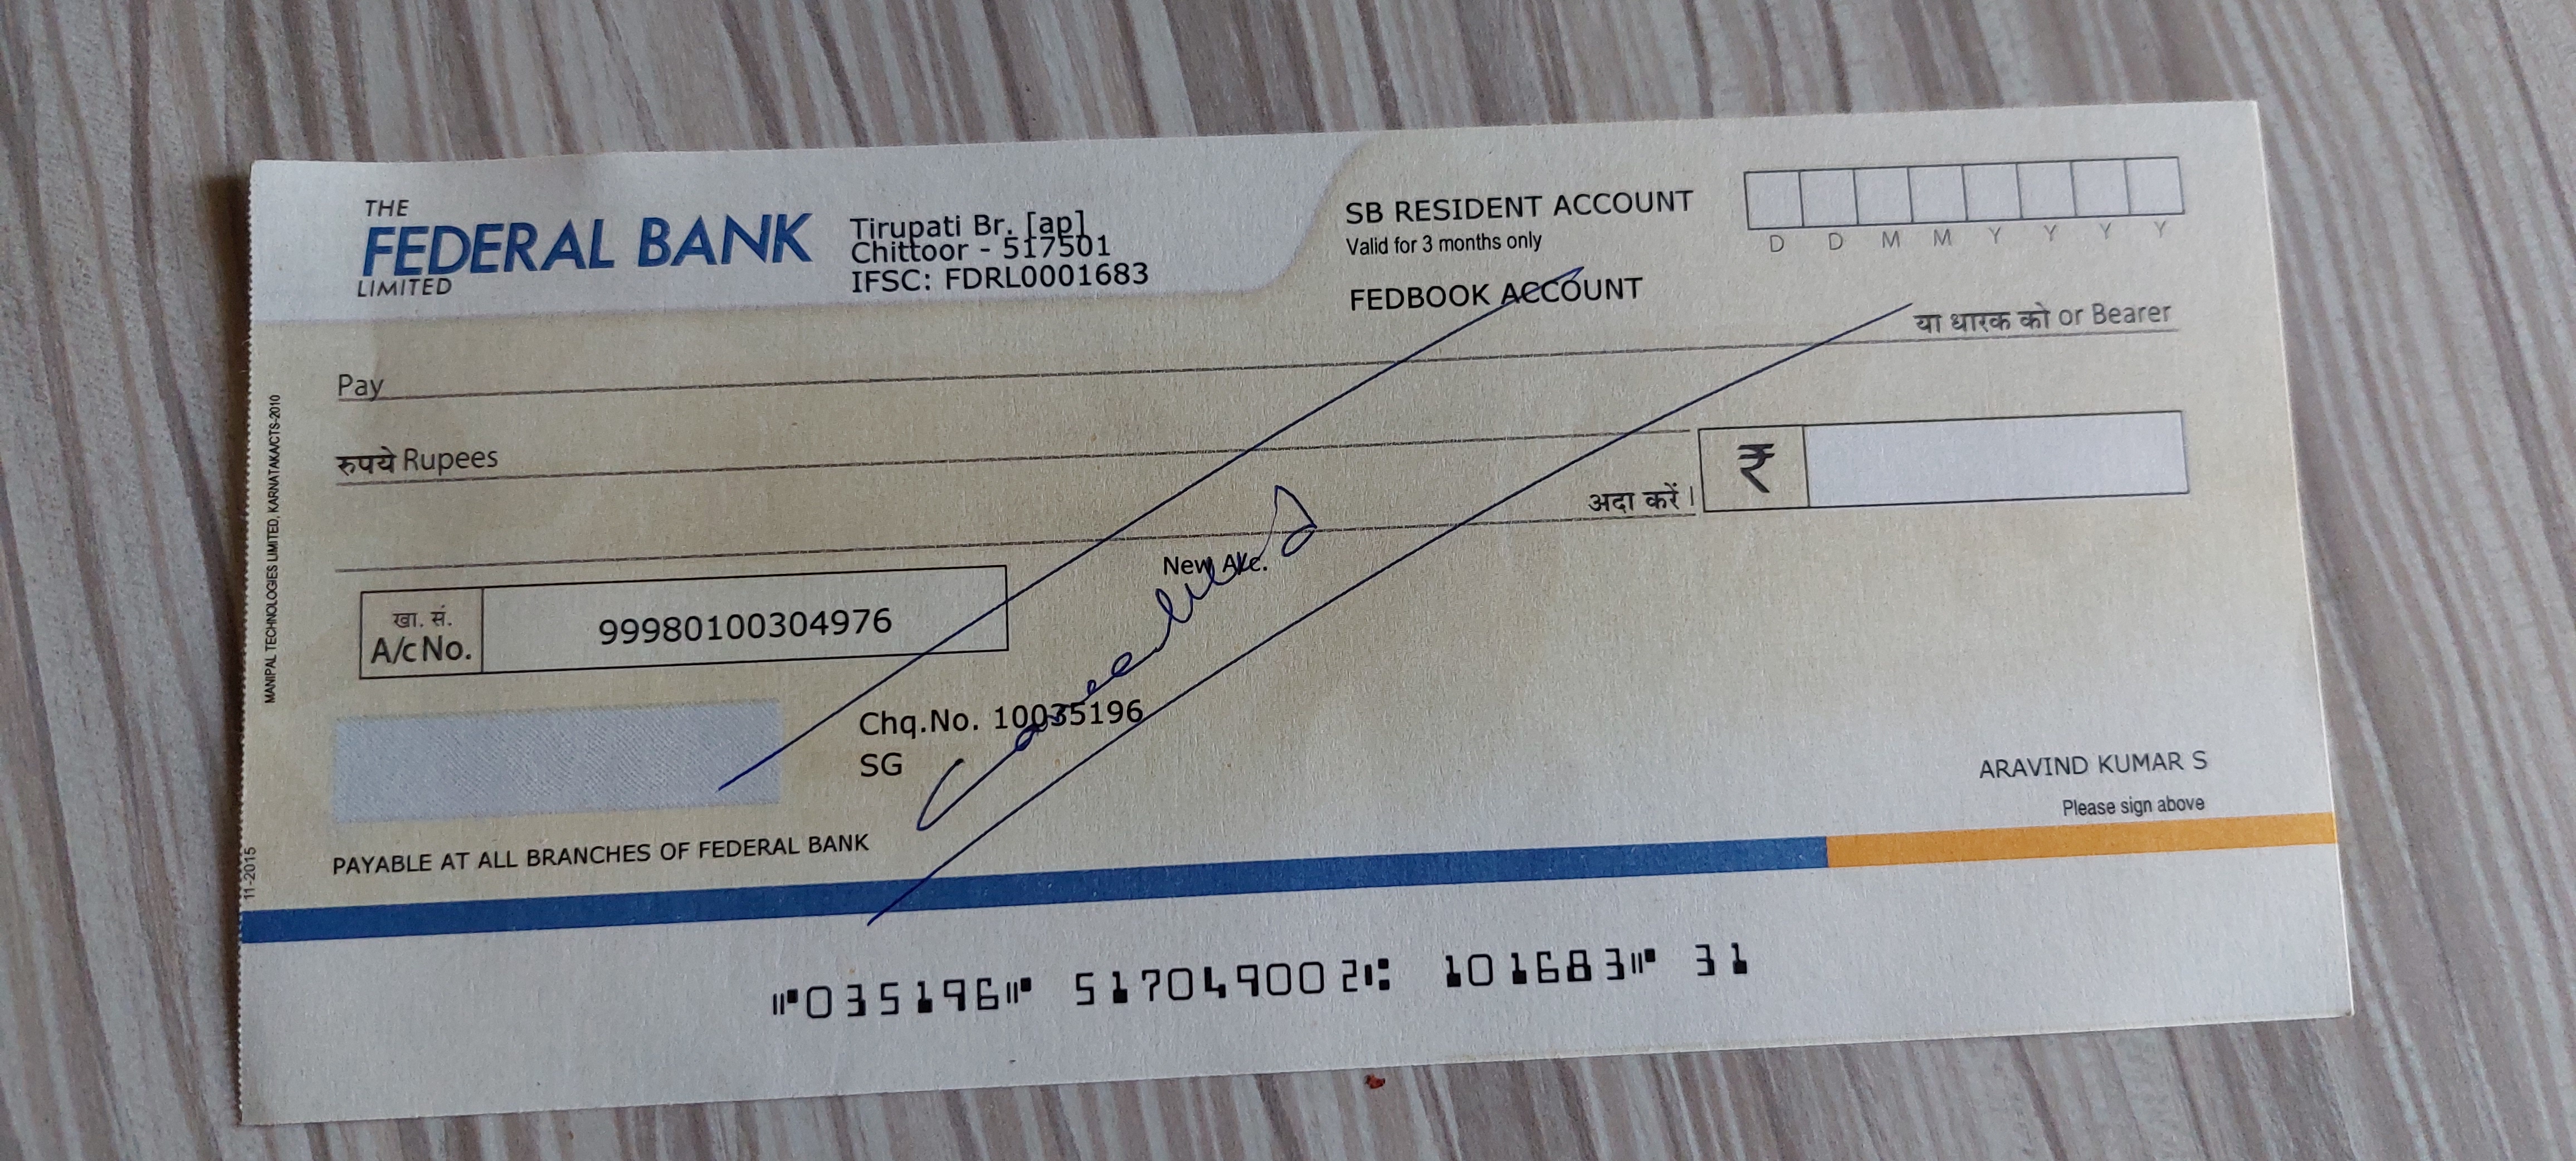 THE
FEDERAL BANK
LIMITED
Tirupati Br. [ap]
Chittoor - 517501
IFSC: FDRL0001683
SB RESIDENT ACCOUNT
Valid for 3 months only
FEDBOOK ACCOUNT
D D M M Y Y Y Y
Pay
या धारक को or Bearer
रुपये Rupees
अदा करें।
₹
खा. सं.
A/c No.
99980100304976
New Ave.
Cancelled
Chq.No. 10035196
SG
ARAVIND KUMAR S
Please sign above
PAYABLE AT ALL BRANCHES OF FEDERAL BANK
MANIPAL TECHNOLOGIES LIMITED, KARNATAKA/CTS-2010
11-2015
⑈035196⑈ 517049002⑆ 101683⑈ 31